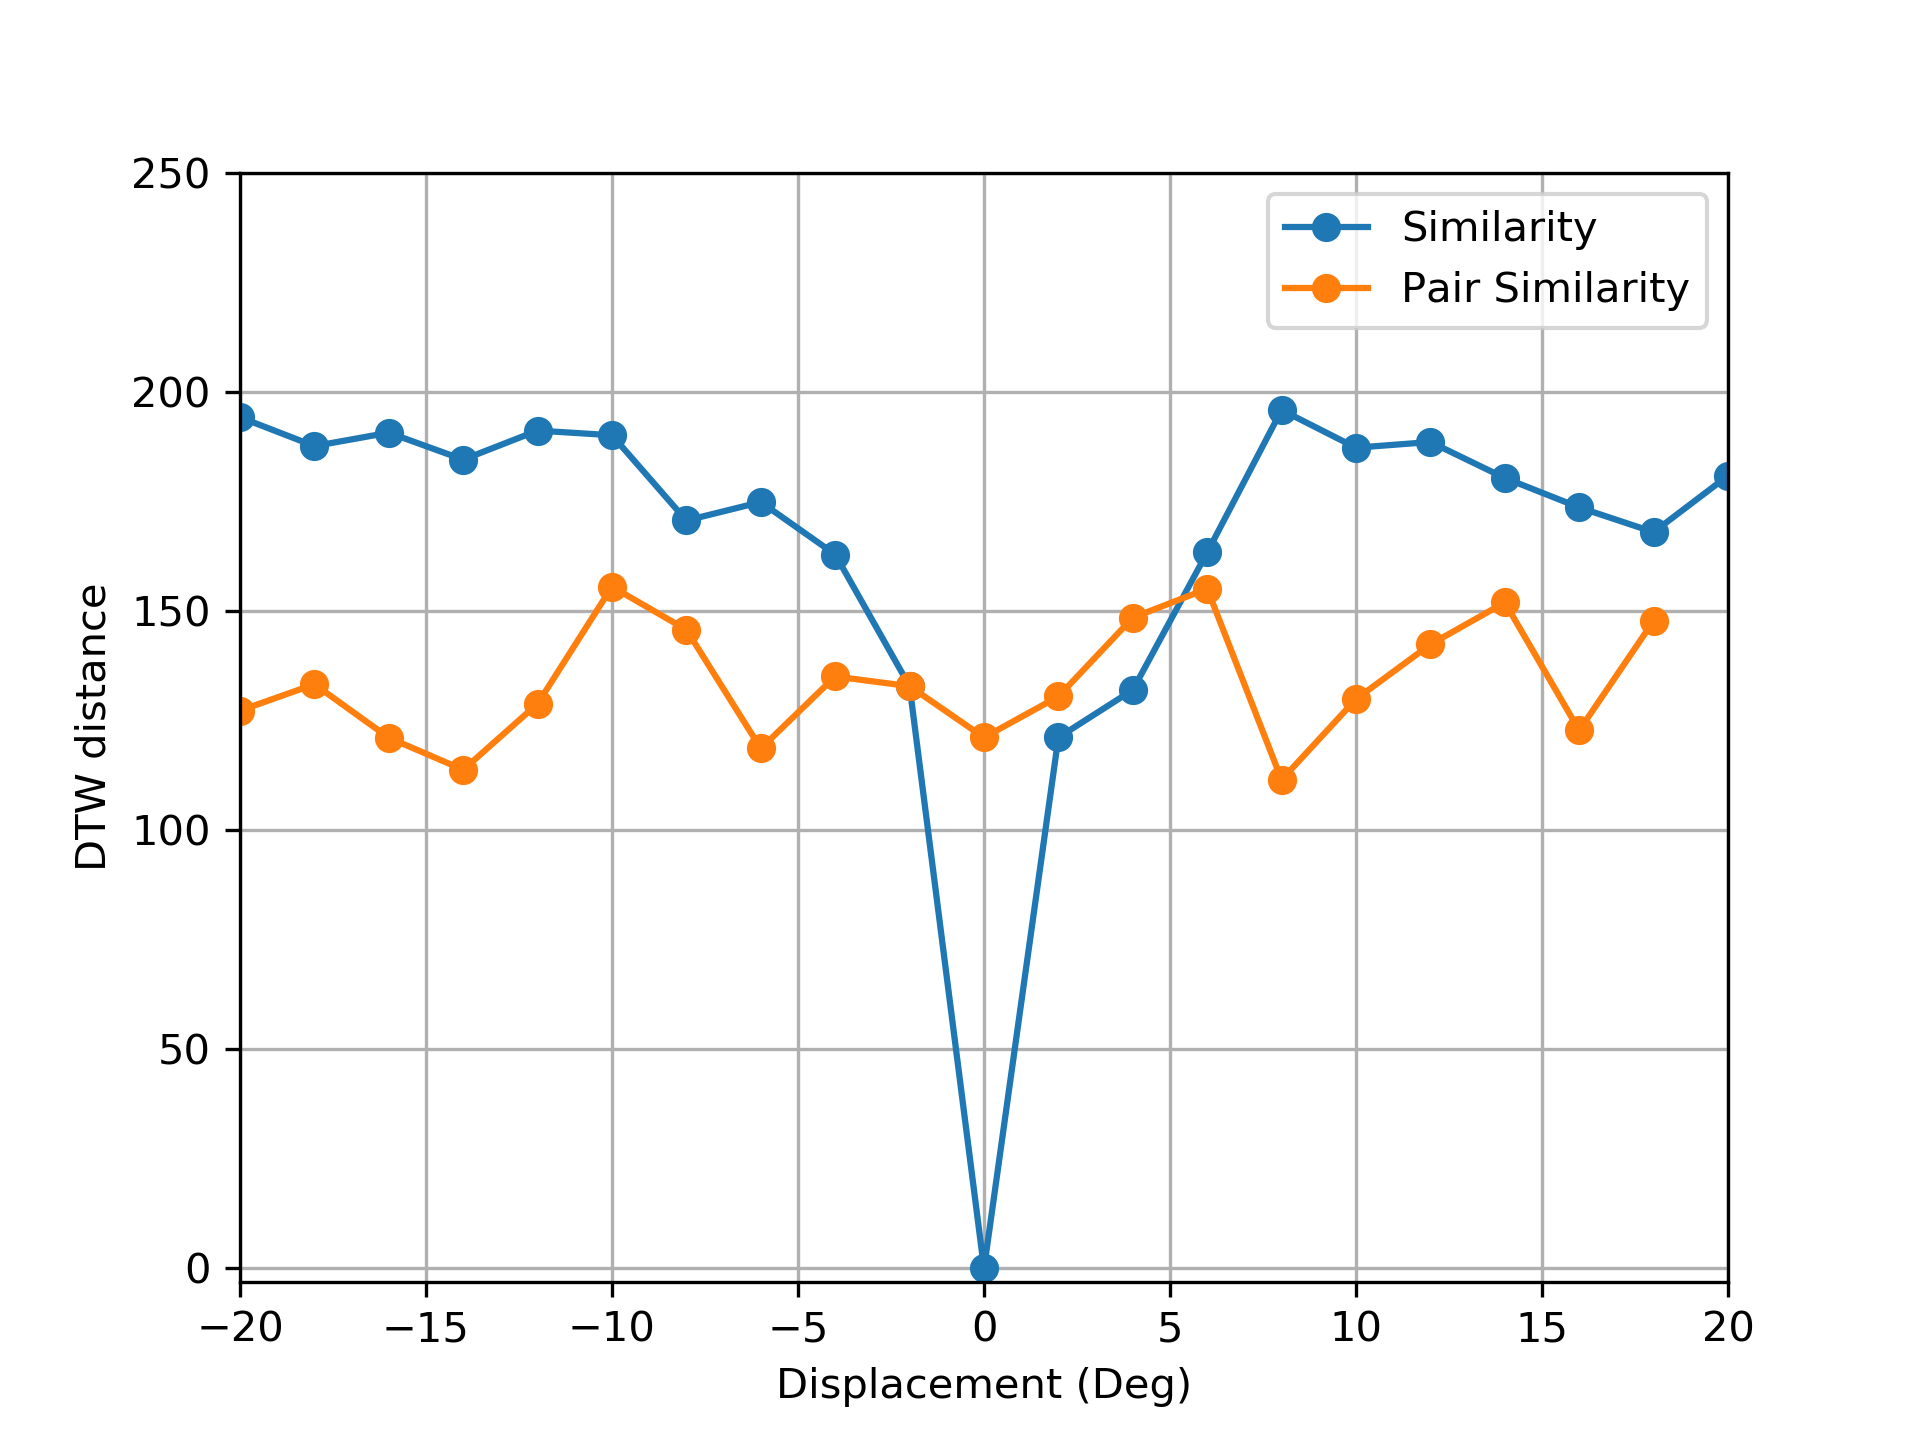 250
200
150
100
50
0
DTW distance
Similarity
Pair Similarity
−20 −15 −10 −5 0 5 10 15 20
Displacement (Deg)